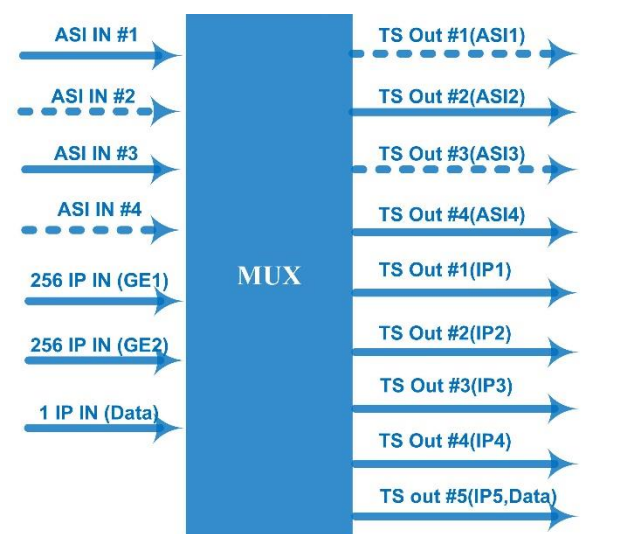 ASI IN #1
ASI IN #2
ASI IN #3
ASI IN #4
256 IP IN (GE1)
256 IP IN (GE2)
1 IP IN (Data)
MUX
TS Out #1(ASI1)
TS Out #2(ASI2)
TS Out #3(ASI3)
TS Out #4(ASI4)
TS Out #1(IP1)
TS Out #2(IP2)
TS Out #3(IP3)
TS Out #4(IP4)
TS out #5(IP5,Data)